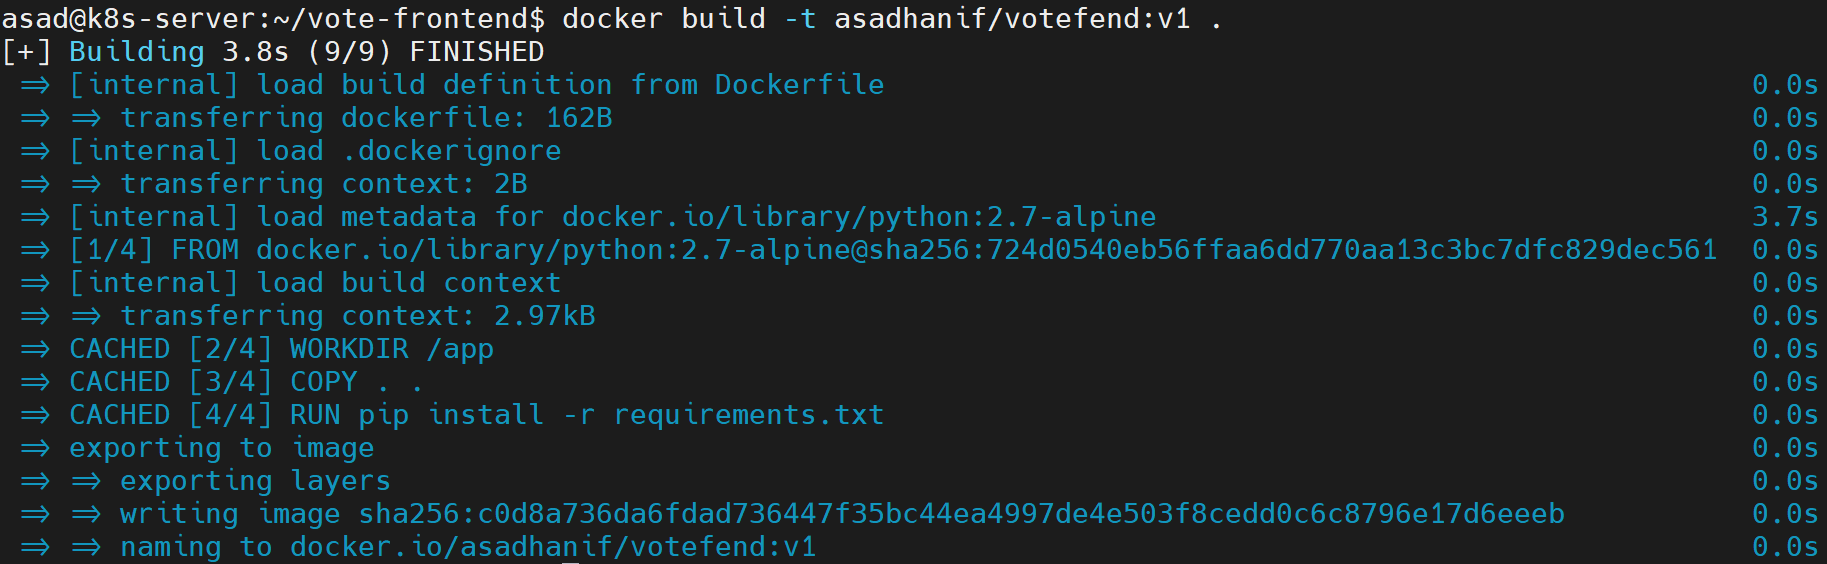 asad@k8s-server:~/vote-frontend$ docker build -t asadhanif/votefend:v1 .
[+] Building 3.8s (9/9) FINISHED
=> [internal] load build definition from Dockerfile 0.0s
=> => transferring dockerfile: 162B 0.0s
=> [internal] load .dockerignore 0.0s
=> => transferring context: 2B 0.0s
=> [internal] load metadata for docker.io/library/python:2.7-alpine 3.7s
=> [1/4] FROM docker.io/library/python:2.7-alpine@sha256:724d0540eb56ffaa6dd770aa13c3bc7dfc829dec561 0.0s
=> [internal] load build context 0.0s
=> => transferring context: 2.97kB 0.0s
=> CACHED [2/4] WORKDIR /app 0.0s
=> CACHED [3/4] COPY . . 0.0s
=> CACHED [4/4] RUN pip install -r requirements.txt 0.0s
=> exporting to image 0.0s
=> => exporting layers 0.0s
=> => writing image sha256:c0d8a736da6fdad736447f35bc44ea4997de4e503f8cedd0c6c8796e17d6eeeb 0.0s
=> => naming to docker.io/asadhanif/votefend:v1 0.0s